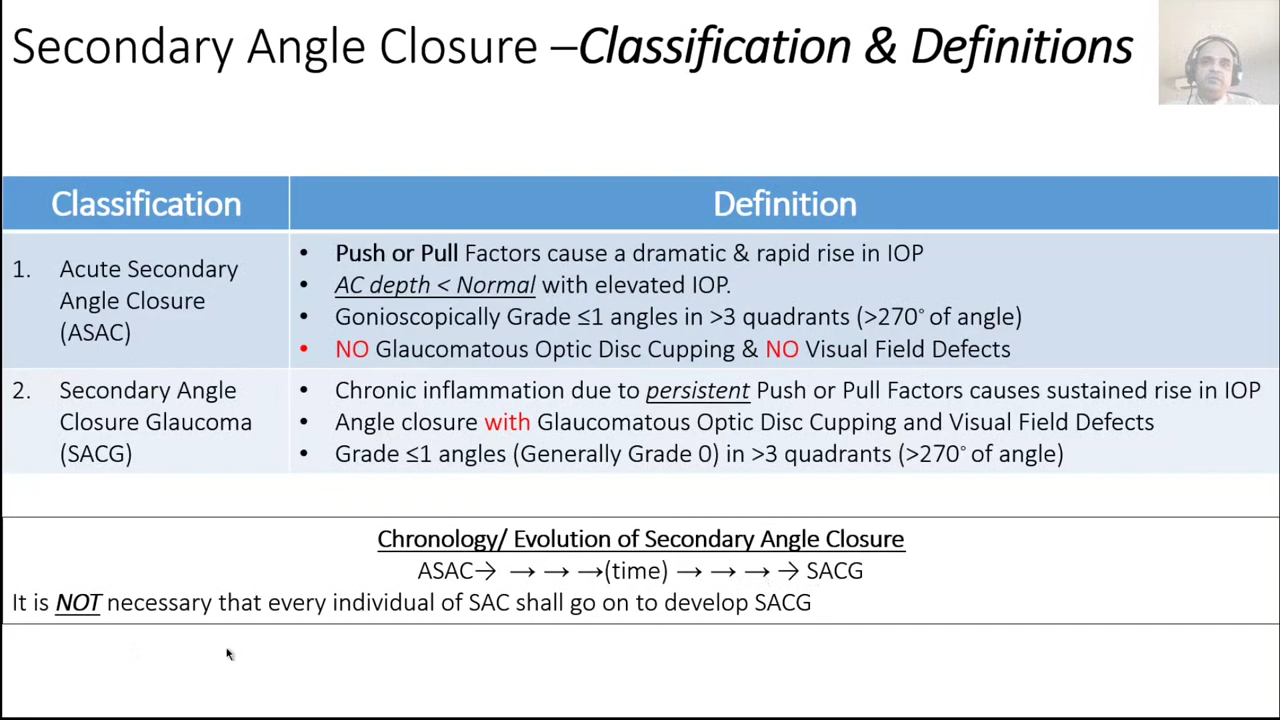 Secondary Angle Closure –Classification & Definitions
Classification
Definition
1. Acute Secondary
Angle Closure
(ASAC)
• Push or Pull Factors cause a dramatic & rapid rise in IOP
• AC depth < Normal with elevated IOP.
• Gonioscopically Grade ≤1 angles in >3 quadrants (>270° of angle)
• NO Glaucomatous Optic Disc Cupping & NO Visual Field Defects
2. Secondary Angle
Closure Glaucoma
(SACG)
• Chronic inflammation due to persistent Push or Pull Factors causes sustained rise in IOP
• Angle closure with Glaucomatous Optic Disc Cupping and Visual Field Defects
• Grade ≤1 angles (Generally Grade 0) in >3 quadrants (>270° of angle)
Chronology/ Evolution of Secondary Angle Closure
ASAC→ → → →(time) → → → → SACG
It is NOT necessary that every individual of SAC shall go on to develop SACG